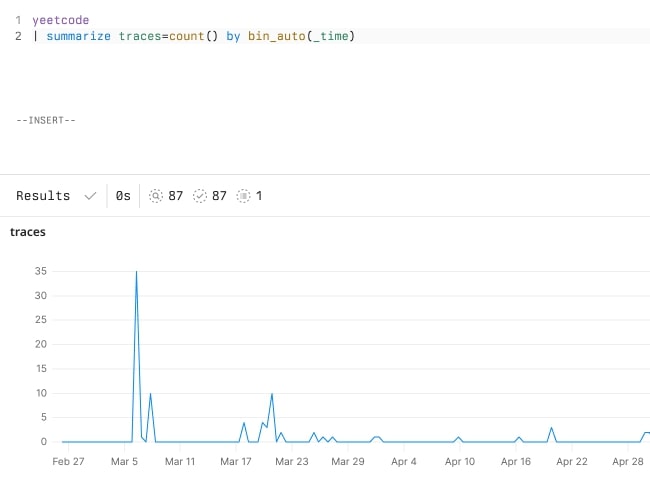 1 yeetcode
2 | summarize traces=count() by bin_auto(_time)
--INSERT--
Results 0s 87 87 1
traces
35
30
25
20
15
10
5
0
Feb 27 Mar 5 Mar 11 Mar 17 Mar 23 Mar 29 Apr 4 Apr 10 Apr 16 Apr 22 Apr 28